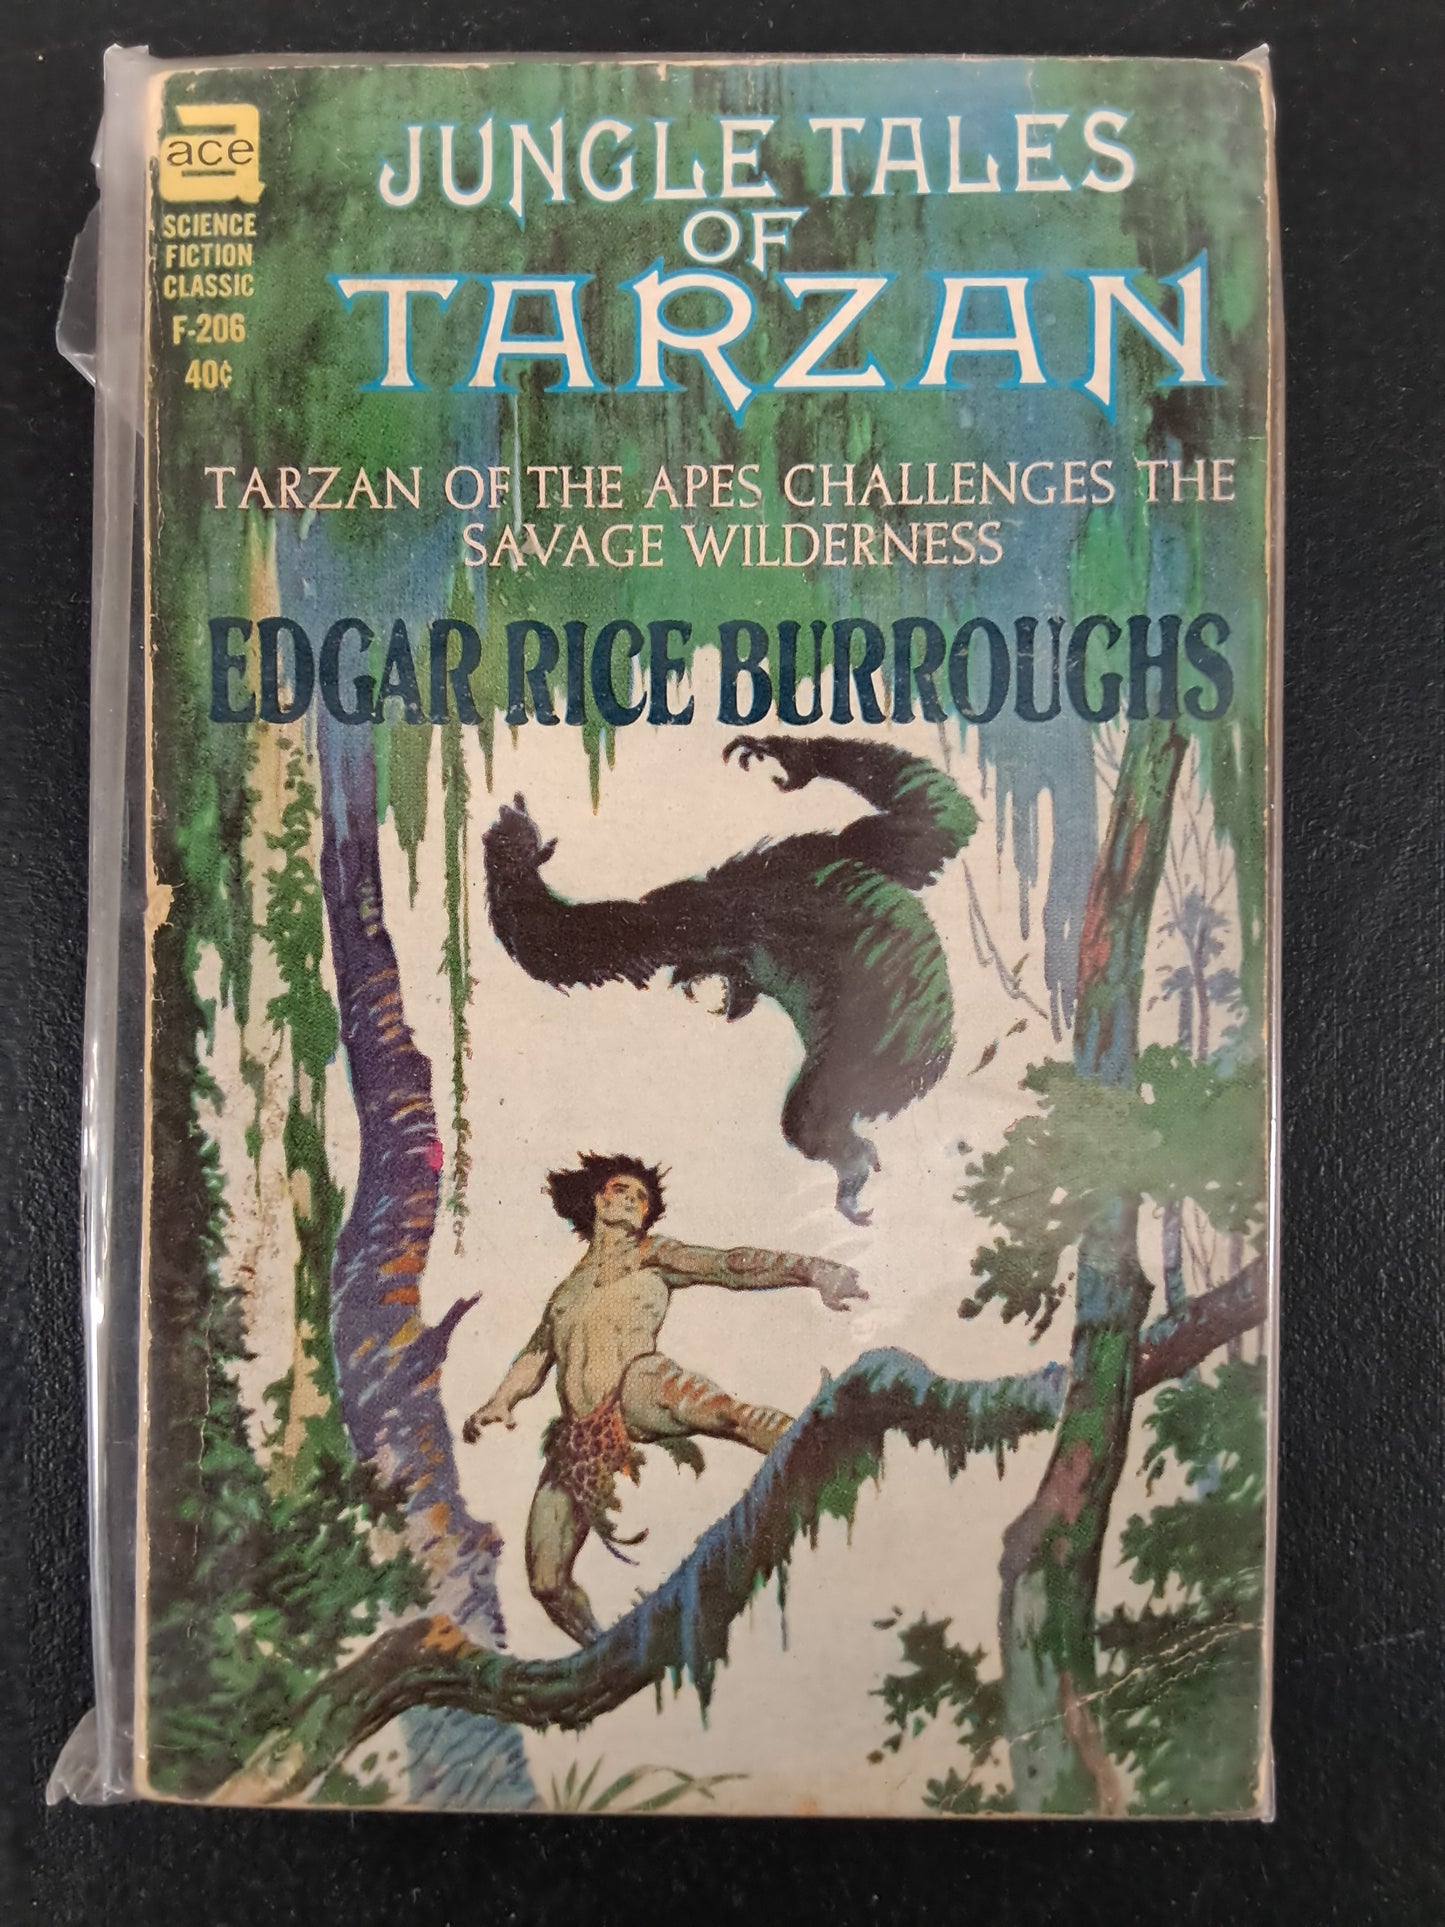 ace
SCIENCE
FICTION
CLASSIC
F-206
40¢
JUNGLE TALES
OF
TARZAN
TARZAN OF THE APES CHALLENGES THE
SAVAGE WILDERNESS
EDGAR RICE BURROUGHS